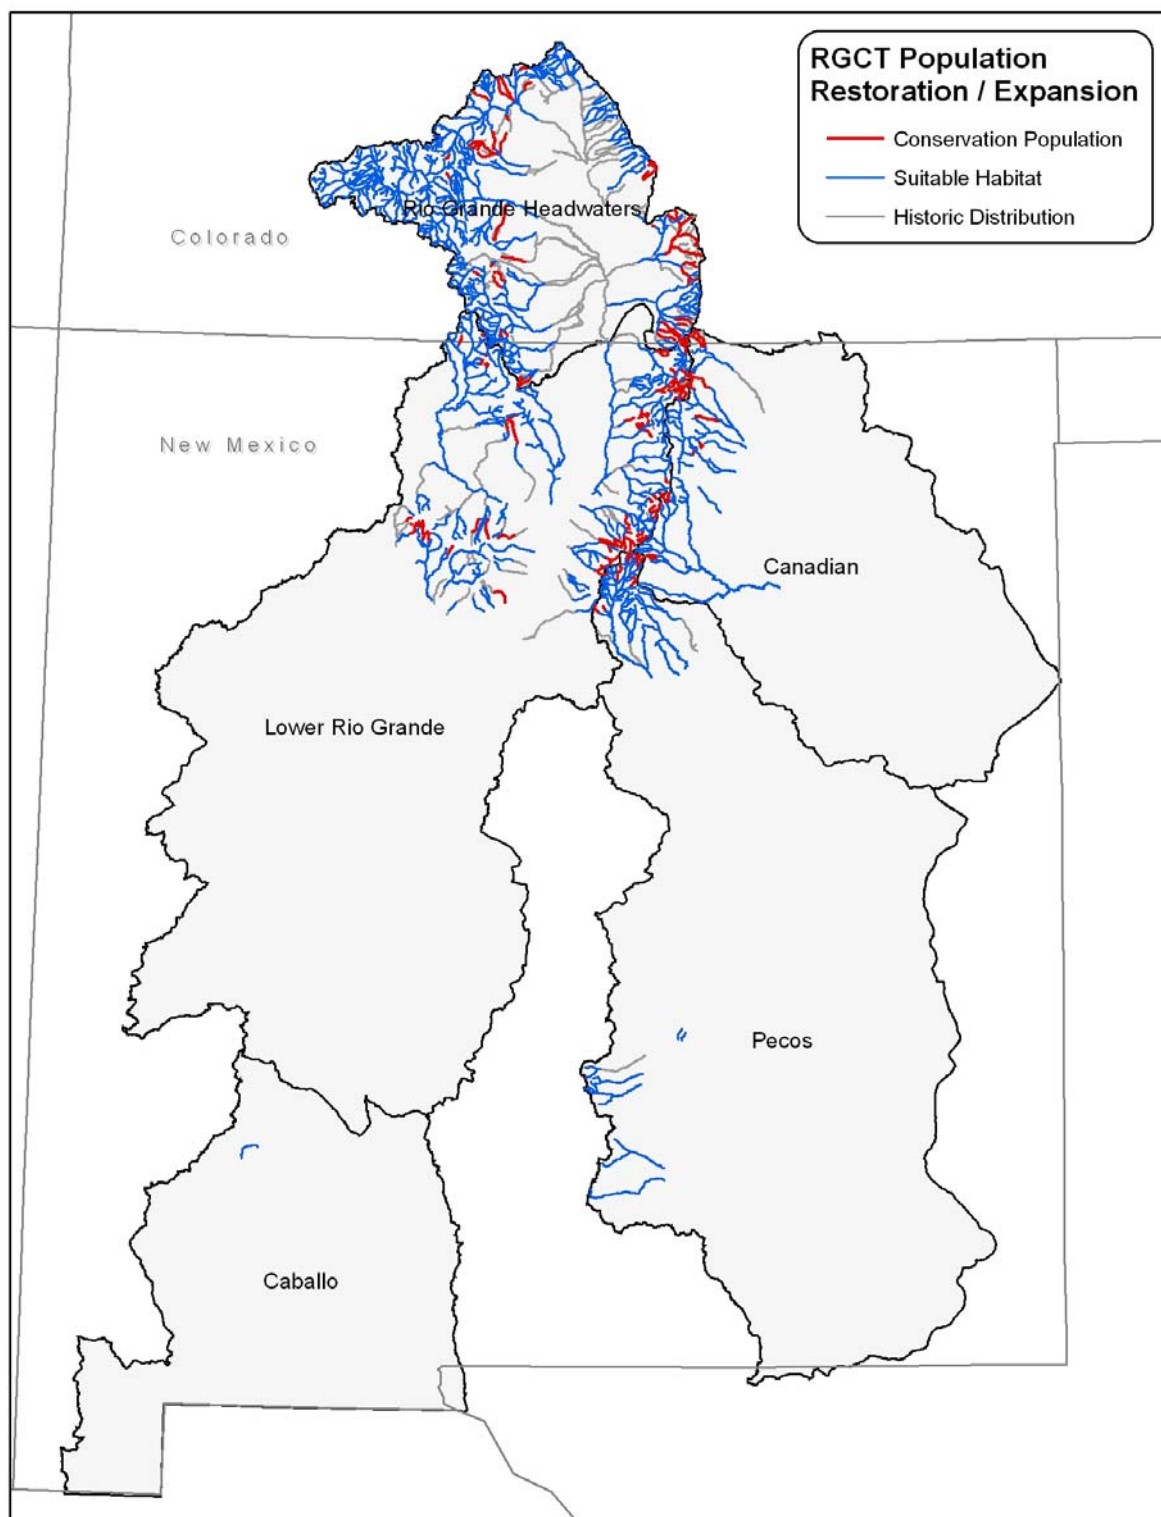 RGCT Population
Restoration / Expansion
Conservation Population
Suitable Habitat
Historic Distribution
Rio Grande Headwaters
Colorado
New Mexico
Canadian
Lower Rio Grande
Pecos
Caballo